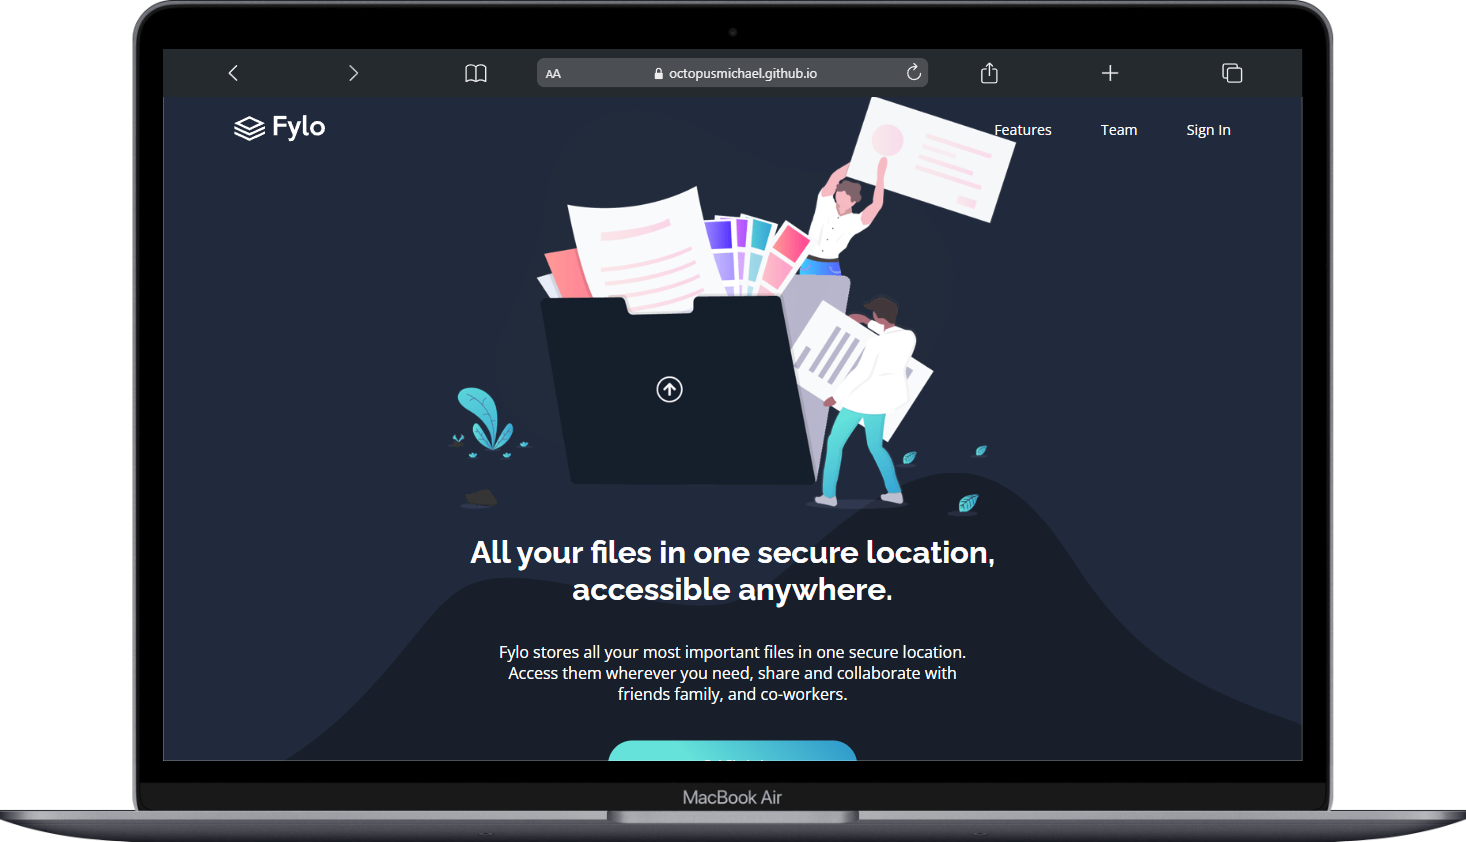 AA
octopusmichael.github.io
Fylo
Features
Team
Sign In
All your files in one secure location,
accessible anywhere.
Fylo stores all your most important files in one secure location.
Access them wherever you need, share and collaborate with
friends family, and co-workers.
MacBook Air